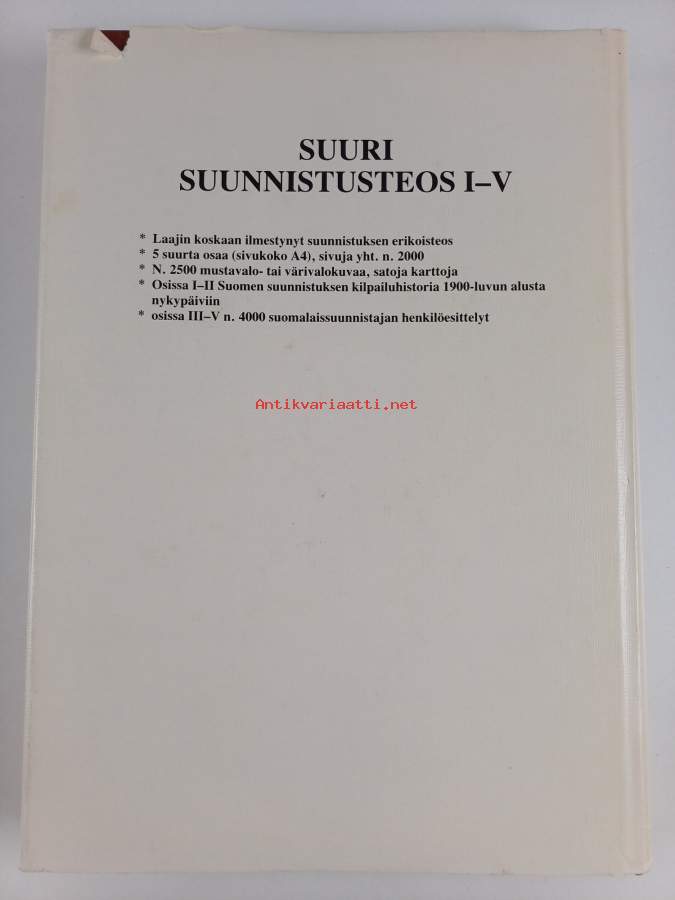 SUURI
SUUNNISTUSTEOS I–V
* Laajin koskaan ilmestynyt suunnistuksen erikoisteos
* 5 suurta osaa (sivukoko A4), sivuja yht. n. 2000
* N. 2500 mustavalo- tai värivalokuvaa, satoja karttoja
* Osissa I–II Suomen suunnistuksen kilpailuhistoria 1900-luvun alusta
nykypäiviin
* osissa III–V n. 4000 suomalaissuunnistajan henkilöesittelyt
Antikvariaatti.net